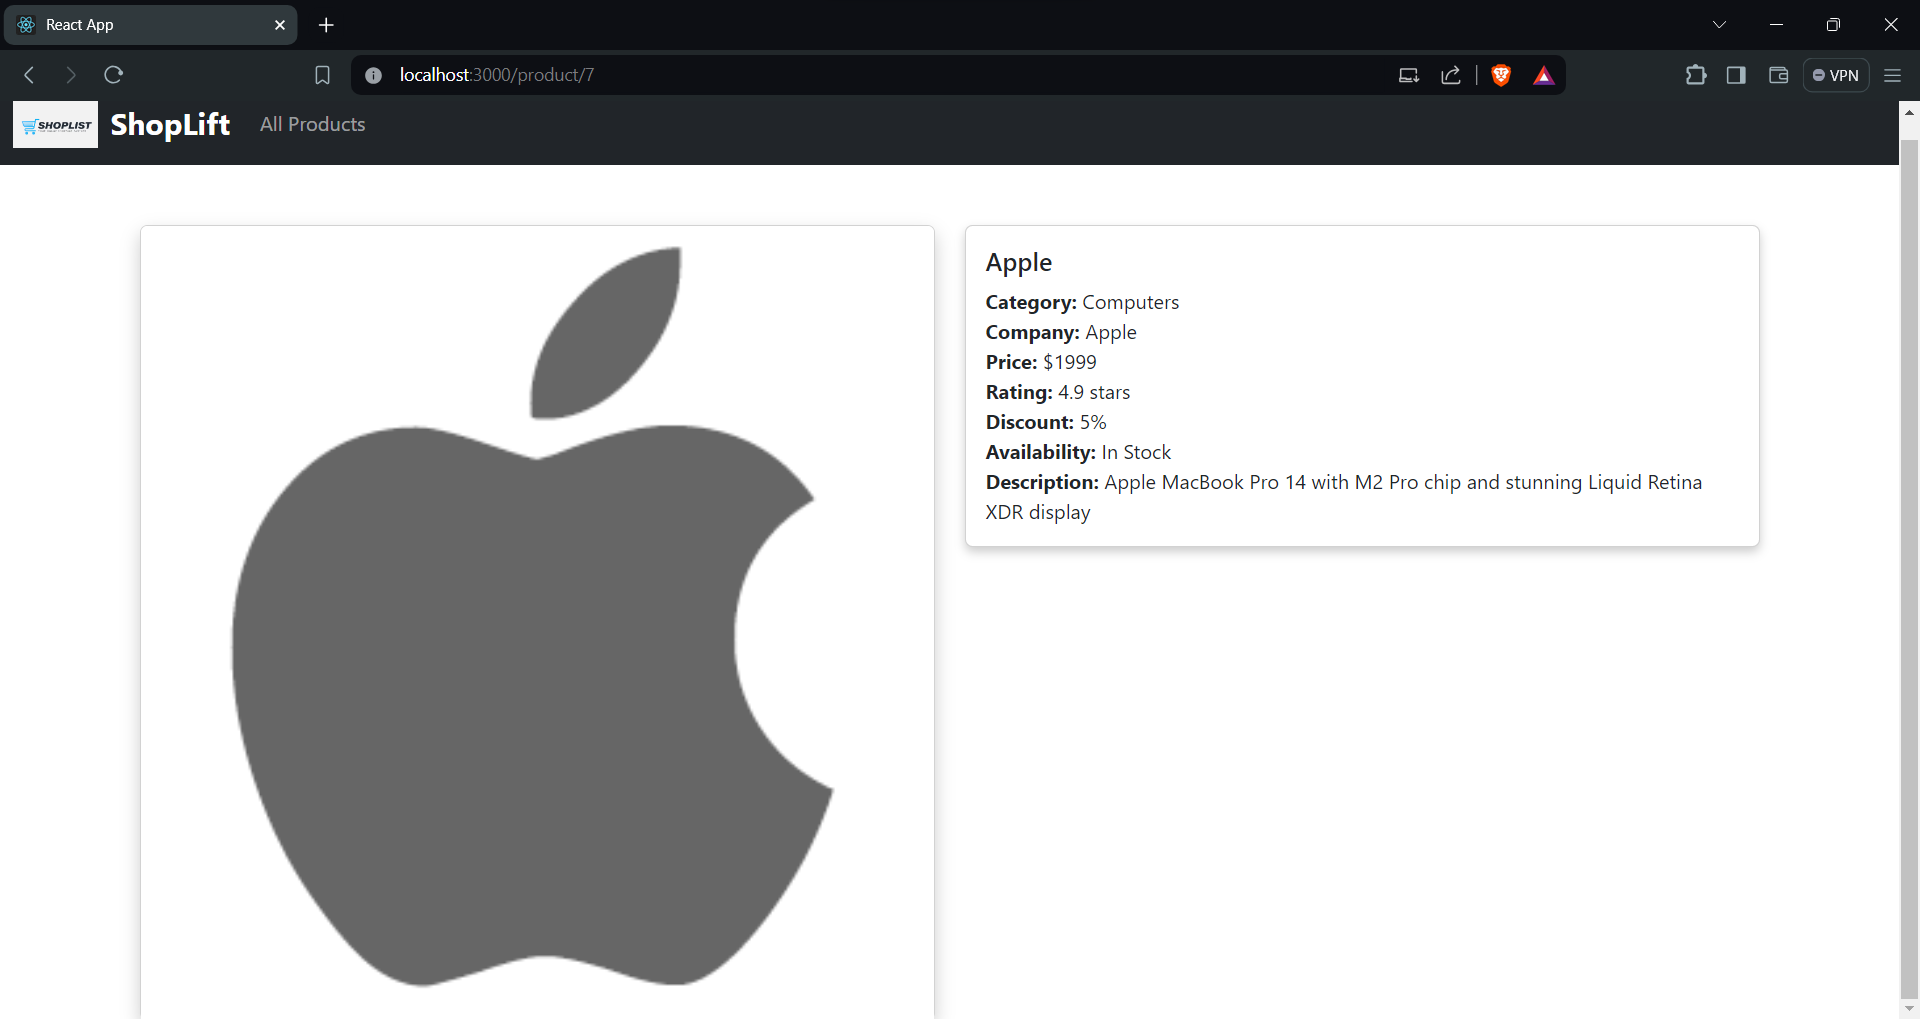 React App
localhost:3000/product/7
VPN
SHOPLIST
ShopLift
All Products
Apple
Category: Computers
Company: Apple
Price: $1999
Rating: 4.9 stars
Discount: 5%
Availability: In Stock
Description: Apple MacBook Pro 14 with M2 Pro chip and stunning Liquid Retina
XDR display